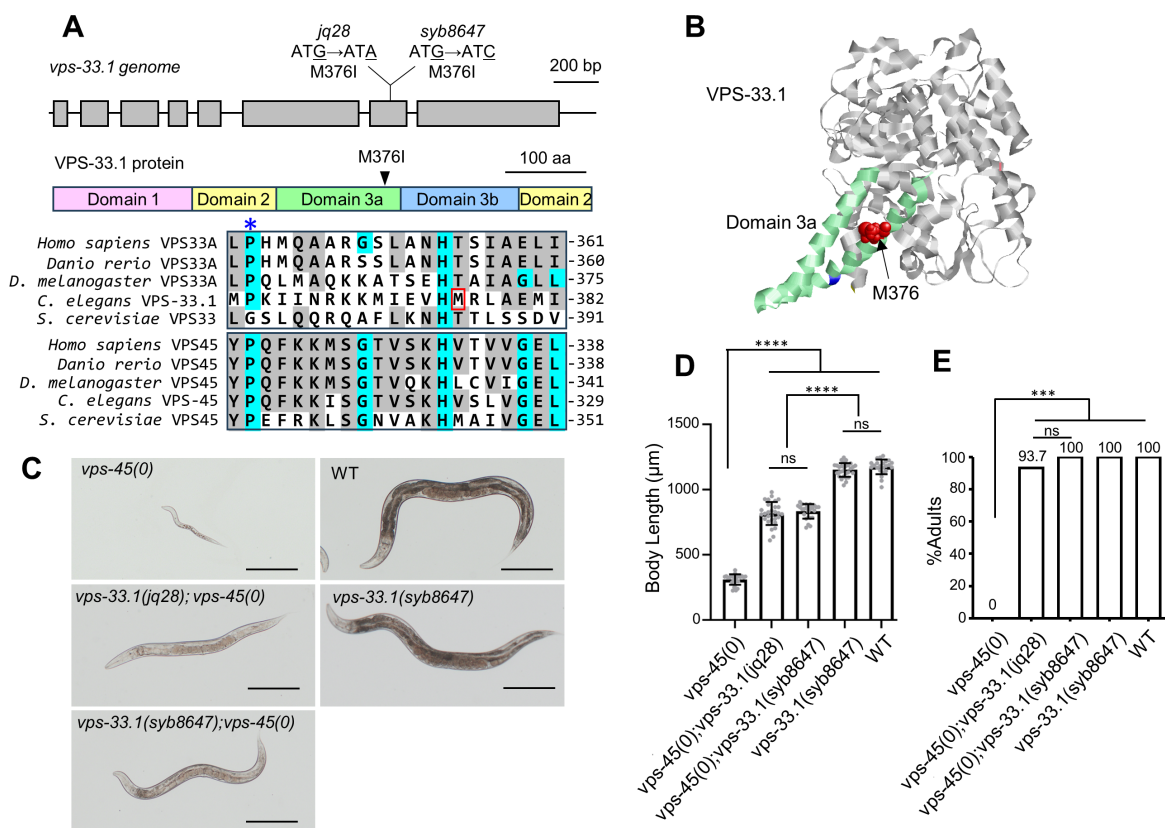 A
jq28 syb8647
ATG→ATA ATG→ATC
M376I M376I
vps-33.1 genome
200 bp
VPS-33.1 protein
M376I
100 aa
Domain 1 Domain 2 Domain 3a Domain 3b Domain 2
*
Homo sapiens VPS33A LPHMQAARGSLANHTSIAELI -361
Danio rerio VPS33A LPHMQAARSSLANHTSIAELI -360
D. melanogaster VPS33A LPQLMAQKKATSEHTAIAGLL -375
C. elegans VPS-33.1 MPKIINRKKMIEVHMRLAEMI -382
S. cerevisiae VPS33 LGSLQQRQAFLKNHTTLSSDV -391
Homo sapiens VPS45 YPQFKKMSGTVSKHVTVVGEL -338
Danio rerio VPS45 YPQFKKMSGTVSKHVTVVGEL -338
D. melanogaster VPS45 YPQFKKMSGTVQKHLCVIGEL -341
C. elegans VPS-45 YPQFKKISGTVSKHVSLVGEL -329
S. cerevisiae VPS45 YPEFRKLSGNVAKHMAIVGEL -351
B
VPS-33.1
Domain 3a
M376
C
vps-45(0)
WT
vps-33.1(jq28); vps-45(0)
vps-33.1(syb8647)
vps-33.1(syb8647);vps-45(0)
D
****
****
ns
ns
Body Length (μm)
1500
1000
500
0
vps-45(0)
vps-45(0);vps-33.1(jq28)
vps-45(0);vps-33.1(syb8647)
vps-33.1(syb8647)
WT
E
***
ns
0 93.7 100 100 100
%Adults
100
80
60
40
20
0
vps-45(0)
vps-45(0);vps-33.1(jq28)
vps-45(0);vps-33.1(syb8647)
vps-33.1(syb8647)
WT